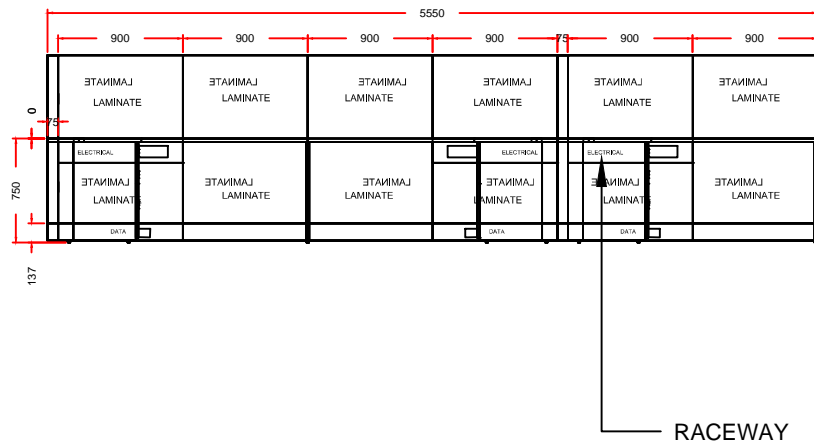 5550
900 900 900 900 75 900 900
LAMINATE LAMINATE LAMINATE LAMINATE LAMINATE LAMINATE
LAMINATE LAMINATE LAMINATE LAMINATE LAMINATE LAMINATE
0
75
ELECTRICAL ELECTRICAL ELECTRICAL
750
LAMINATE LAMINATE LAMINATE LAMINATE LAMINATE LAMINATE
LAMINATE LAMINATE LAMINATE LAMINATE LAMINATE LAMINATE
DATA DATA DATA
137
RACEWAY